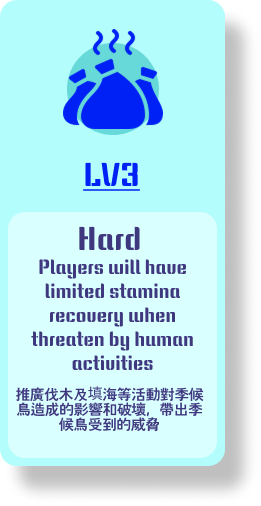 LV3
Hard
Players will have
limited stamina
recovery when
threaten by human
activities
推廣伐木及填海等活動對季候
鳥造成的影響和破壞，帶出季
候鳥受到的威脅